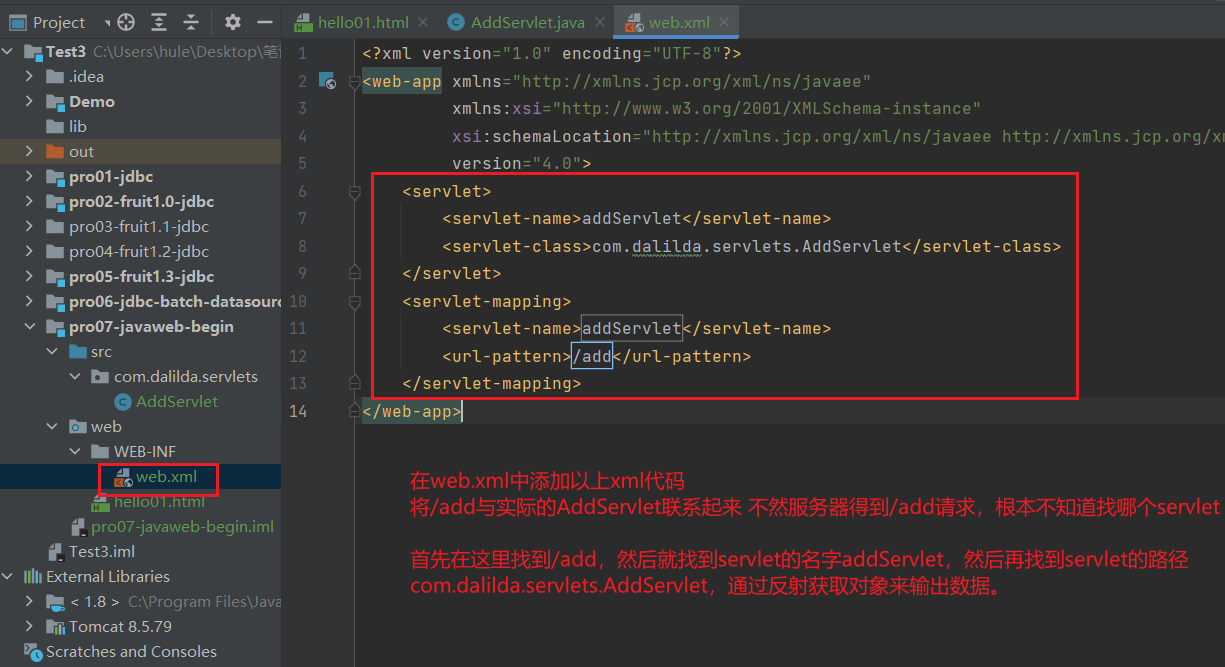 Project
hello01.html
AddServlet.java
web.xml
Test3 C:\Users\hule\Desktop\笔
.idea
Demo
lib
out
pro01-jdbc
pro02-fruit1.0-jdbc
pro03-fruit1.1-jdbc
pro04-fruit1.2-jdbc
pro05-fruit1.3-jdbc
pro06-jdbc-batch-datasourc
pro07-javaweb-begin
src
com.dalilda.servlets
AddServlet
web
WEB-INF
web.xml
hello01.html
pro07-javaweb-begin.iml
Test3.iml
External Libraries
< 1.8 > C:\Program Files\Java
Tomcat 8.5.79
Scratches and Consoles
1 <?xml version="1.0" encoding="UTF-8"?>
2 <web-app xmlns="http://xmlns.jcp.org/xml/ns/javaee"
3 xmlns:xsi="http://www.w3.org/2001/XMLSchema-instance"
4 xsi:schemaLocation="http://xmlns.jcp.org/xml/ns/javaee http://xmlns.jcp.org/x
5 version="4.0">
6 <servlet>
7 <servlet-name>addServlet</servlet-name>
8 <servlet-class>com.dalilda.servlets.AddServlet</servlet-class>
9 </servlet>
10 <servlet-mapping>
11 <servlet-name>addServlet</servlet-name>
12 <url-pattern>/add</url-pattern>
13 </servlet-mapping>
14 </web-app>
在web.xml中添加以上xml代码
将/add与实际的AddServlet联系起来 不然服务器得到/add请求，根本不知道找哪个servlet
首先在这里找到/add，然后就找到servlet的名字addServlet，然后再找到servlet的路径
com.dalilda.servlets.AddServlet，通过反射获取对象来输出数据。